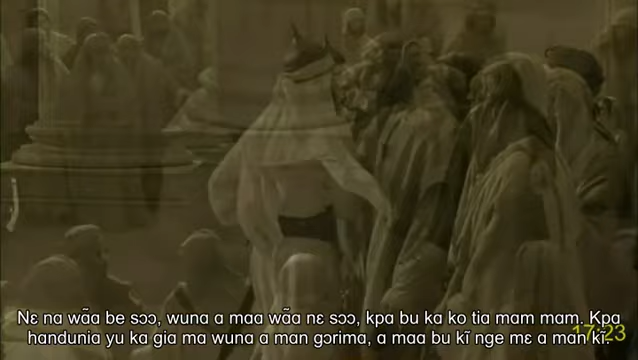 Nɛ na wãa be sɔɔ, wuna a maa wãa nɛ sɔɔ, kpa bu ka ko tia mam mam. Kpa
handunia yu ka gia ma wuna a man gɔrima, a maa bu kĩ nge mɛ a man kĩ.
17:23